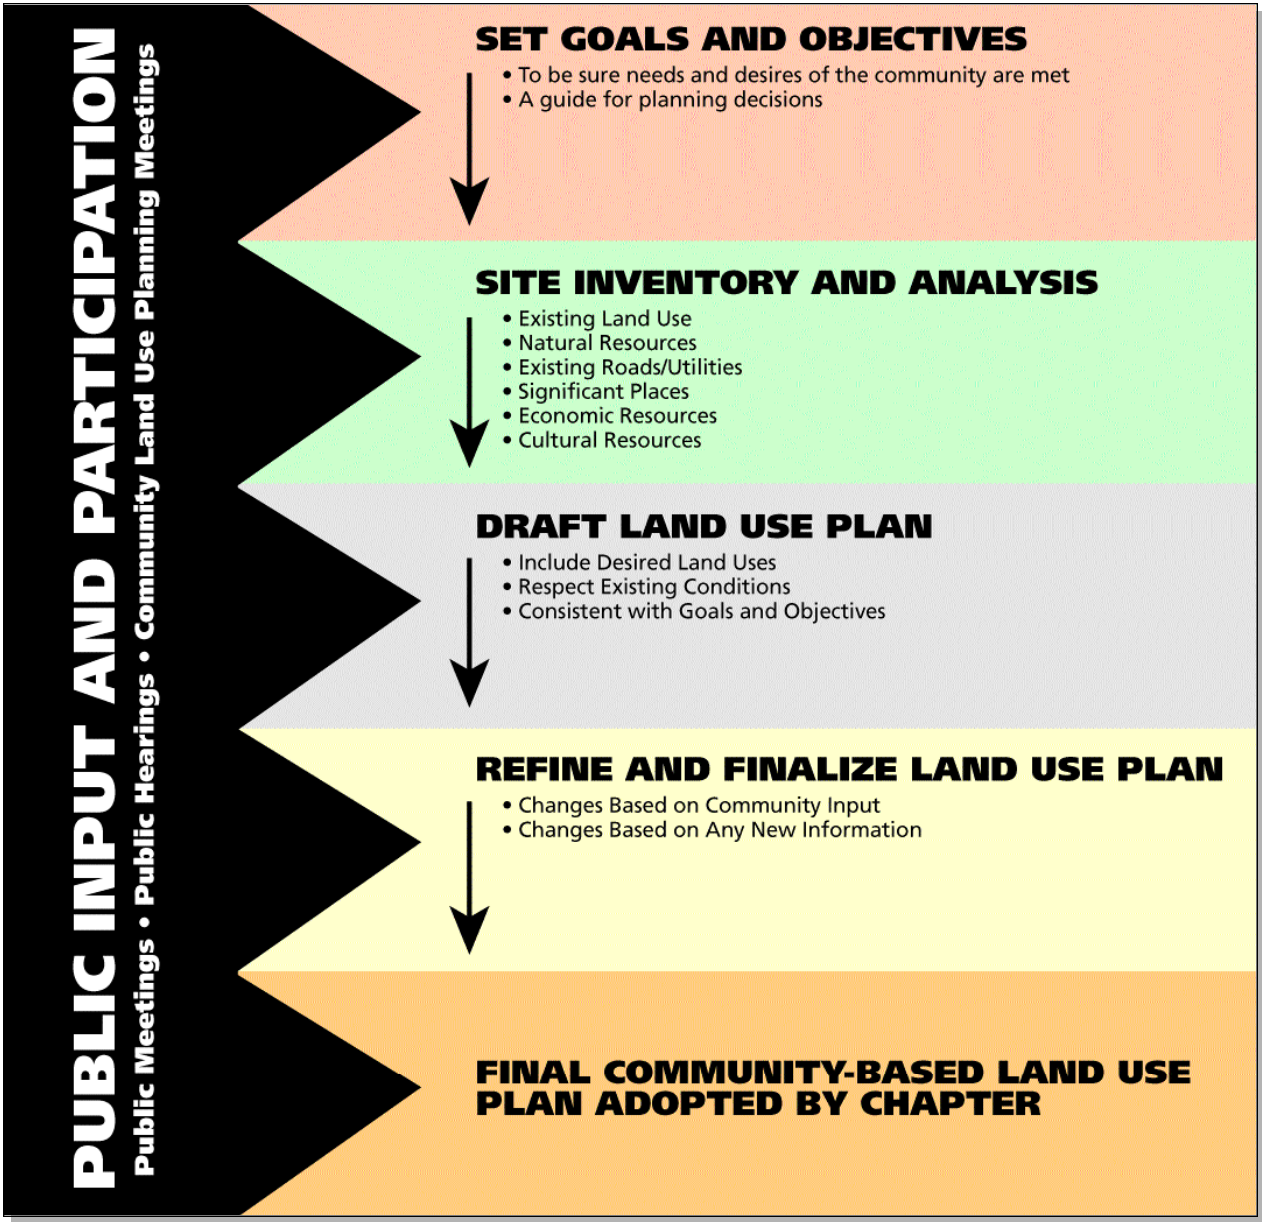 PUBLIC INPUT AND PARTICIPATION
Public Meetings • Public Hearings • Community Land Use Planning Meetings
SET GOALS AND OBJECTIVES
• To be sure needs and desires of the community are met
• A guide for planning decisions
SITE INVENTORY AND ANALYSIS
• Existing Land Use
• Natural Resources
• Existing Roads/Utilities
• Significant Places
• Economic Resources
• Cultural Resources
DRAFT LAND USE PLAN
• Include Desired Land Uses
• Respect Existing Conditions
• Consistent with Goals and Objectives
REFINE AND FINALIZE LAND USE PLAN
• Changes Based on Community Input
• Changes Based on Any New Information
FINAL COMMUNITY-BASED LAND USE
PLAN ADOPTED BY CHAPTER